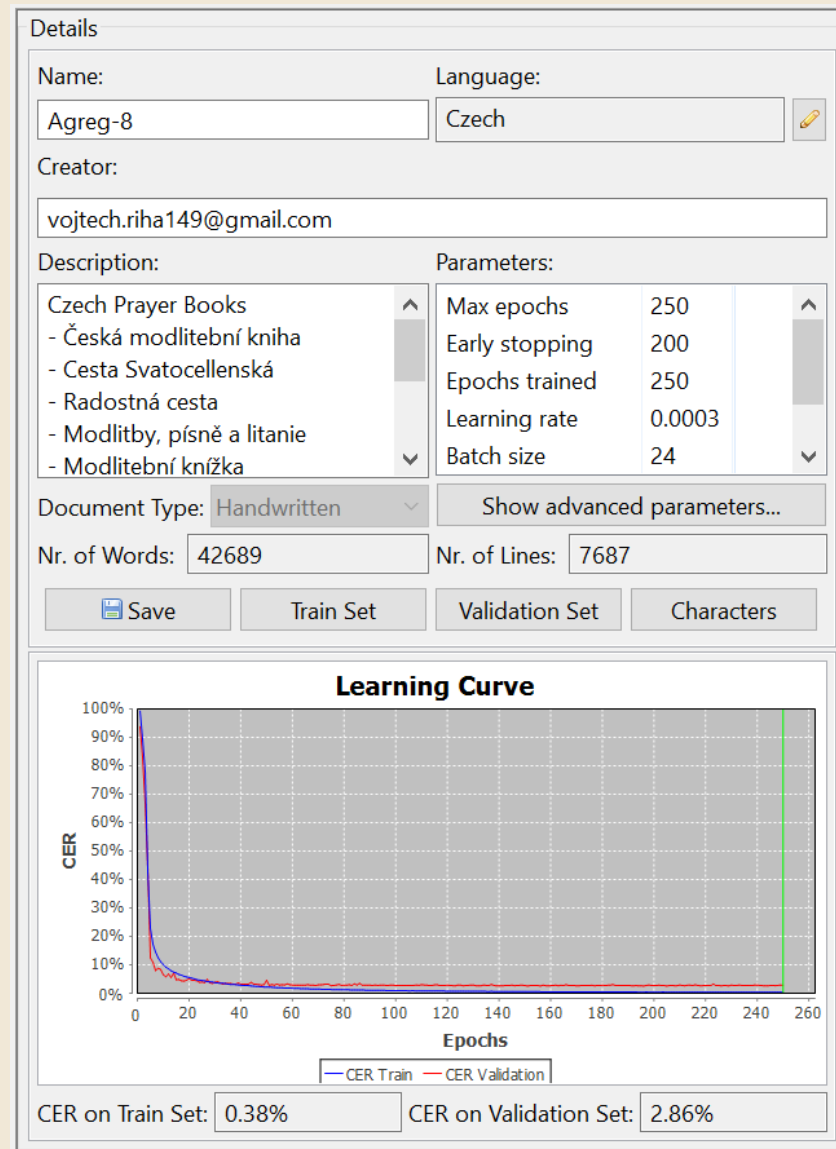 Details
Name: Language:
Agreg-8 Czech
Creator:
vojtech.riha149@gmail.com
Description: Parameters:
Czech Prayer Books Max epochs 250
- Česká modlitební kniha Early stopping 200
- Cesta Svatocellenská Epochs trained 250
- Radostná cesta Learning rate 0.0003
- Modlitby, písně a litanie Batch size 24
- Modlitební knížka
Document Type: Handwritten Show advanced parameters...
Nr. of Words: 42689 Nr. of Lines: 7687
Save Train Set Validation Set Characters
Learning Curve
100%
90%
80%
70%
60%
50%
40%
30%
20%
10%
0%
CER
0 20 40 60 80 100 120 140 160 180 200 220 240 260
Epochs
CER Train CER Validation
CER on Train Set: 0.38% CER on Validation Set: 2.86%